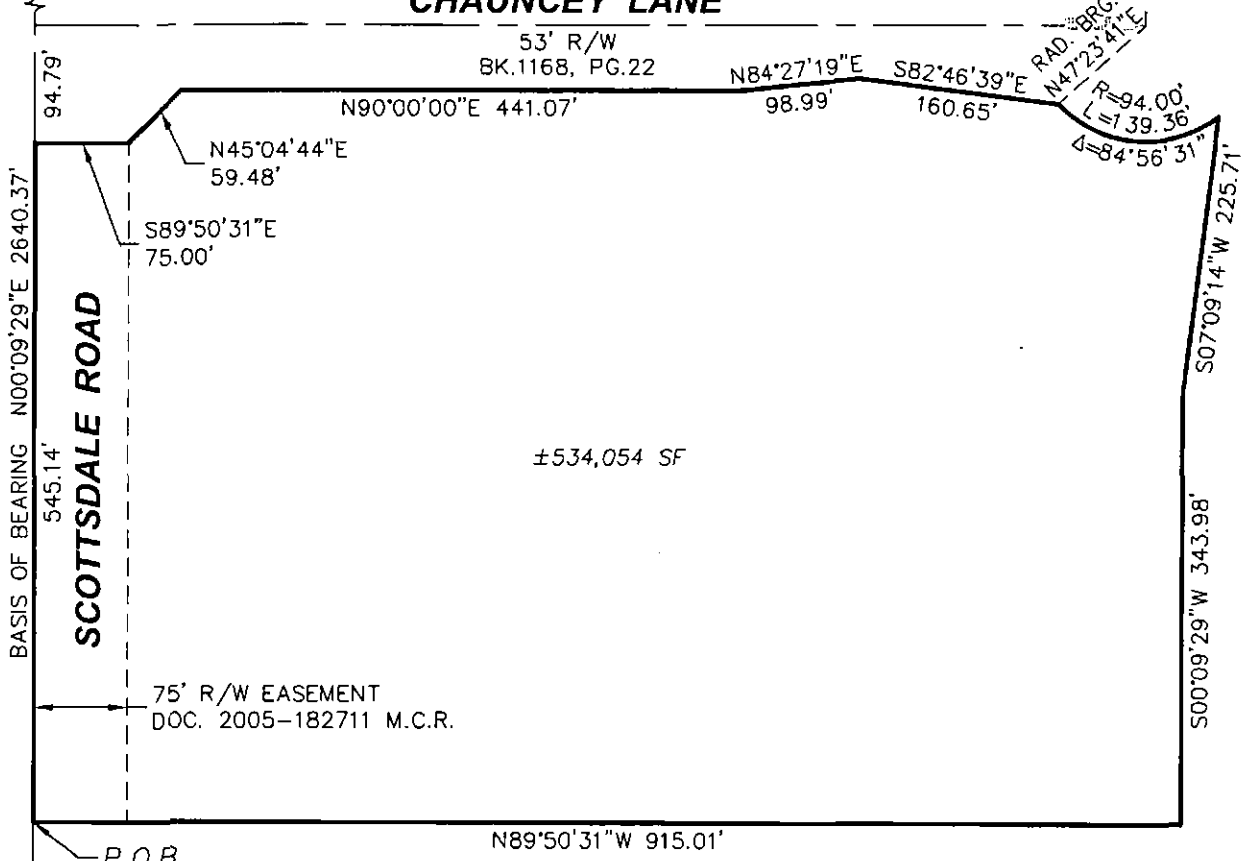 CHAUNCEY LANE
53' R/W
BK.1168, PG.22
94.79'
N90°00'00"E 441.07'
N84°27'19"E
98.99'
S82°46'39"E
160.65'
RAD. BRG.
N47°23'41"E
R=94.00'
L=139.36'
Δ=84°56'31"
N45°04'44"E
59.48'
S89°50'31"E
75.00'
S07°09'14"W 225.71'
BASIS OF BEARING N00°09'29"E 2640.37'
545.14'
SCOTTSDALE ROAD
±534,054 SF
S00°09'29"W 343.98'
75' R/W EASEMENT
DOC. 2005-182711 M.C.R.
N89°50'31"W 915.01'
P.O.B.